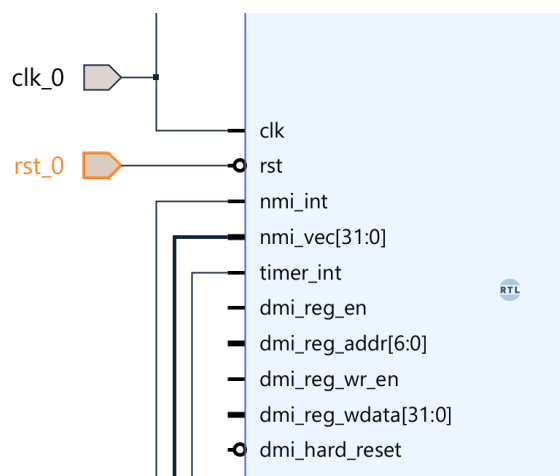 clk_0
clk
rst_0
rst
nmi_int
nmi_vec[31:0]
timer_int
RTL
dmi_reg_en
dmi_reg_addr[6:0]
dmi_reg_wr_en
dmi_reg_wdata[31:0]
dmi_hard_reset